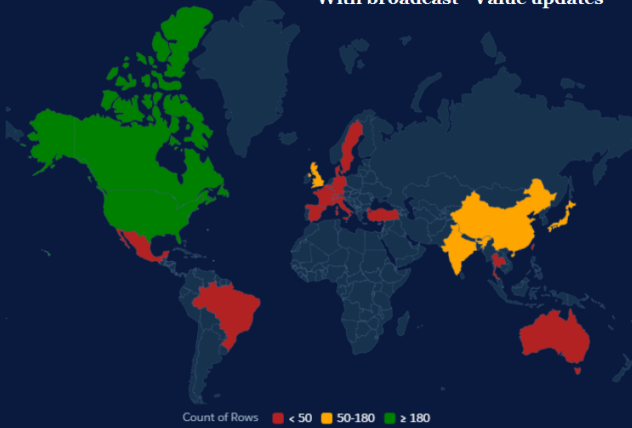 With broadcast "Value updates"
Count of Rows < 50 50-180 ≥ 180